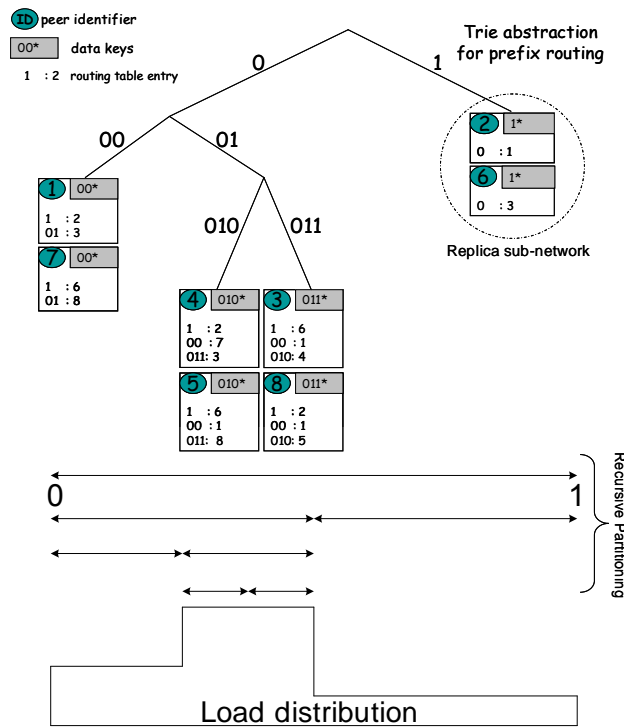 ID peer identifier
00* data keys
1 : 2 routing table entry
Trie abstraction
for prefix routing
0
1
00
01
010
011
2 1*
0 : 1
6 1*
0 : 3
Replica sub-network
1 00*
1 : 2
01 : 3
7 00*
1 : 6
01 : 8
4 010*
1 : 2
00 : 7
011: 3
3 011*
1 : 6
00 : 1
010: 4
5 010*
1 : 6
00 : 1
011: 8
8 011*
1 : 2
00 : 1
010: 5
0
1
Recursive Partitioning
Load distribution